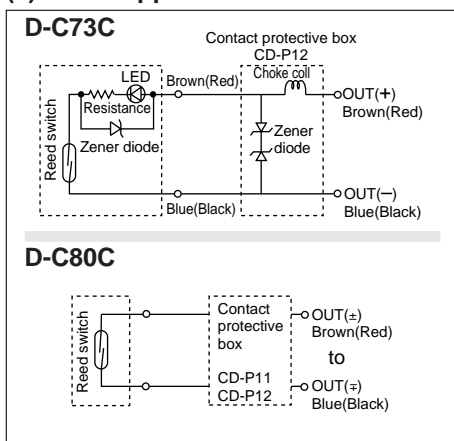 D-C73C
Contact protective box
CD-P12
LED
Brown(Red)
Choke coil
OUT(+)
Brown(Red)
Resistance
Zener diode
Zener
diode
Reed switch
Blue(Black)
OUT(−)
Blue(Black)
D-C80C
Reed switch
Contact
protective
box
CD-P11
CD-P12
OUT(±)
Brown(Red)
to
OUT(∓)
Blue(Black)